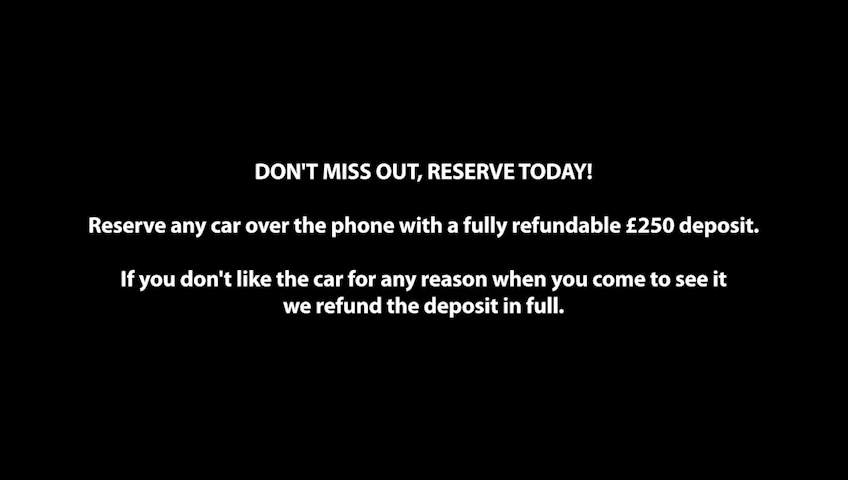 DON'T MISS OUT, RESERVE TODAY!
Reserve any car over the phone with a fully refundable £250 deposit.
If you don't like the car for any reason when you come to see it
we refund the deposit in full.